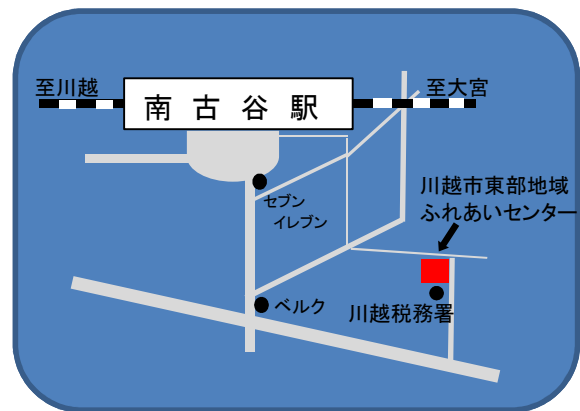 至川越
南古谷駅
至大宮
川越市東部地域
ふれあいセンター
セブン
イレブン
ベルク
川越税務署